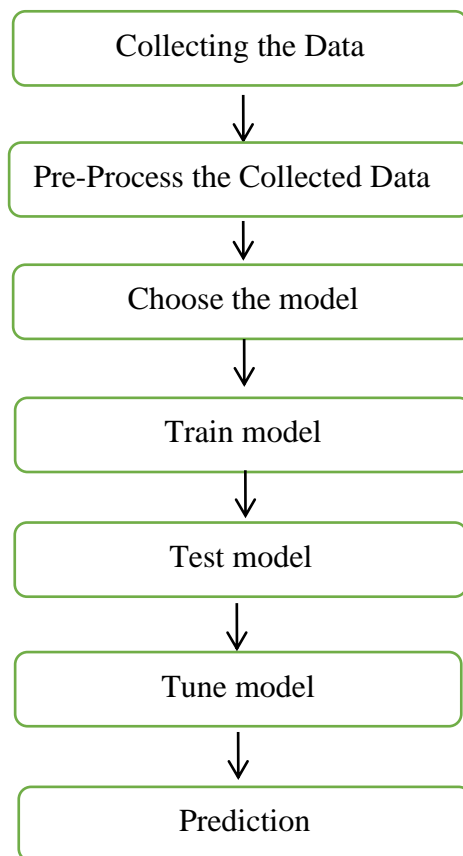 Collecting the Data
Pre-Process the Collected Data
Choose the model
Train model
Test model
Tune model
Prediction